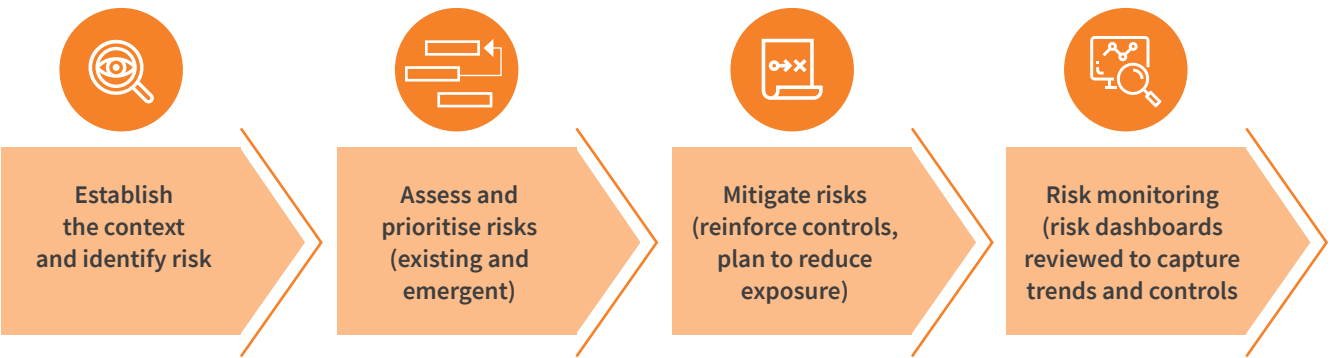 Establish
the context
and identify risk
Assess and
prioritise risks
(existing and
emergent)
Mitigate risks
(reinforce controls,
plan to reduce
exposure)
Risk monitoring
(risk dashboards
reviewed to capture
trends and controls